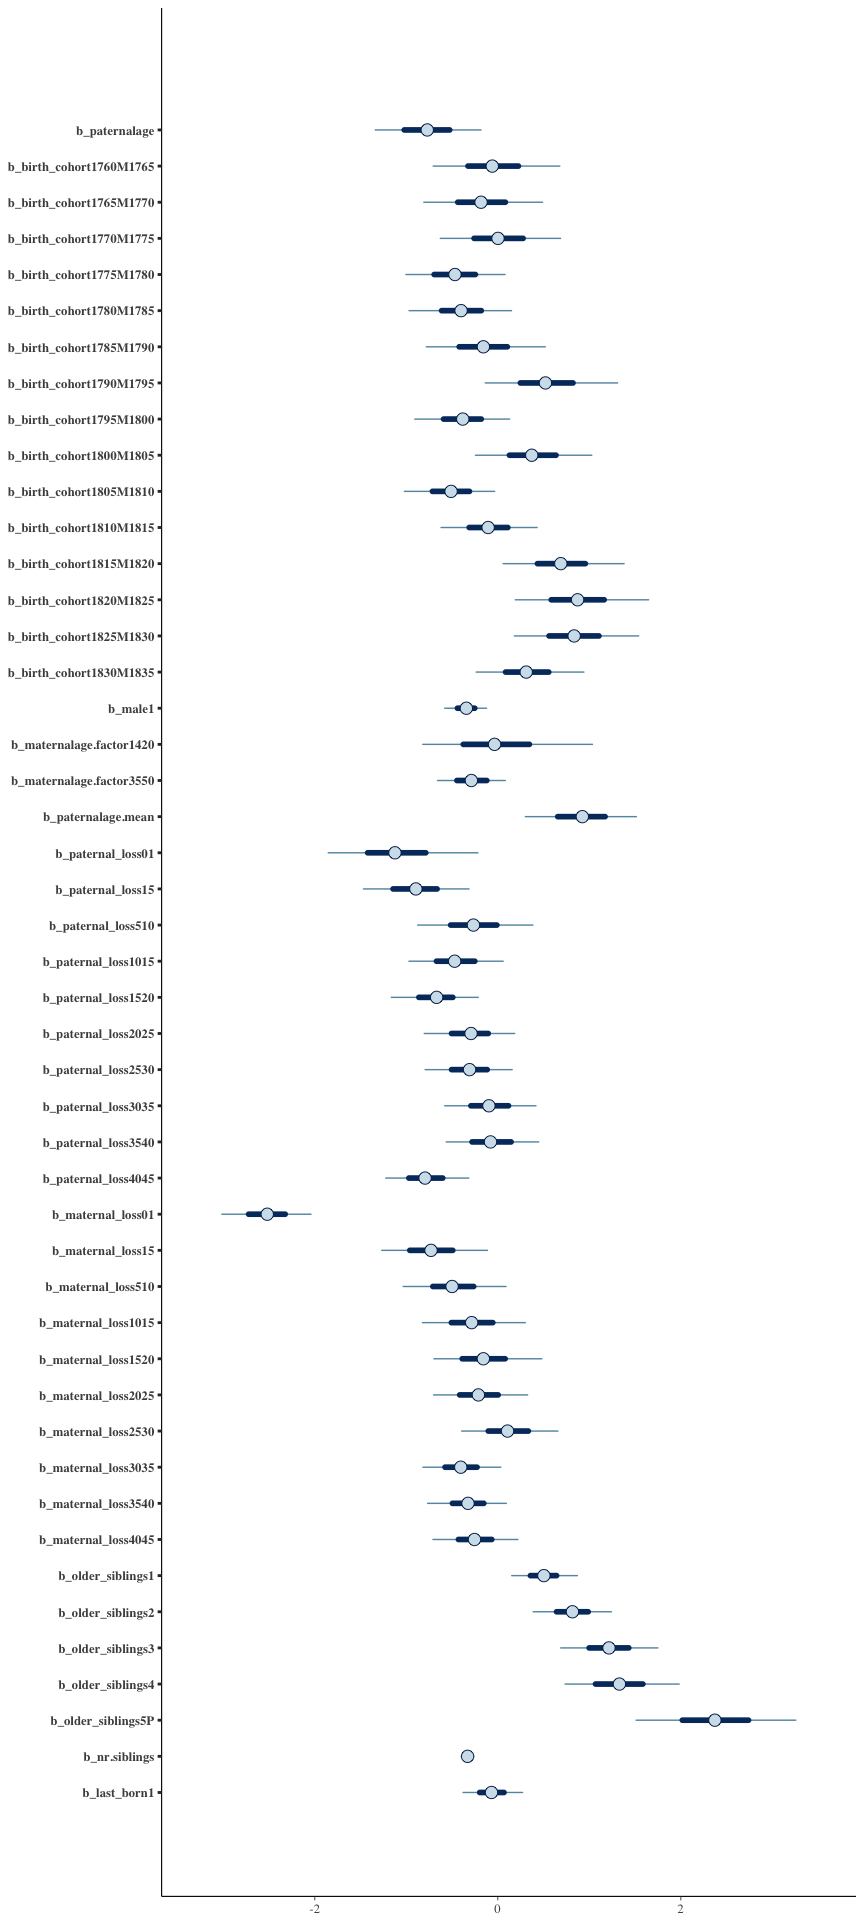 b_paternalage
b_birth_cohort1760M1765
b_birth_cohort1765M1770
b_birth_cohort1770M1775
b_birth_cohort1775M1780
b_birth_cohort1780M1785
b_birth_cohort1785M1790
b_birth_cohort1790M1795
b_birth_cohort1795M1800
b_birth_cohort1800M1805
b_birth_cohort1805M1810
b_birth_cohort1810M1815
b_birth_cohort1815M1820
b_birth_cohort1820M1825
b_birth_cohort1825M1830
b_birth_cohort1830M1835
b_male1
b_maternalage.factor1420
b_maternalage.factor3550
b_paternalage.mean
b_paternal_loss01
b_paternal_loss15
b_paternal_loss510
b_paternal_loss1015
b_paternal_loss1520
b_paternal_loss2025
b_paternal_loss2530
b_paternal_loss3035
b_paternal_loss3540
b_paternal_loss4045
b_maternal_loss01
b_maternal_loss15
b_maternal_loss510
b_maternal_loss1015
b_maternal_loss1520
b_maternal_loss2025
b_maternal_loss2530
b_maternal_loss3035
b_maternal_loss3540
b_maternal_loss4045
b_older_siblings1
b_older_siblings2
b_older_siblings3
b_older_siblings4
b_older_siblings5P
b_nr.siblings
b_last_born1
-2 0 2